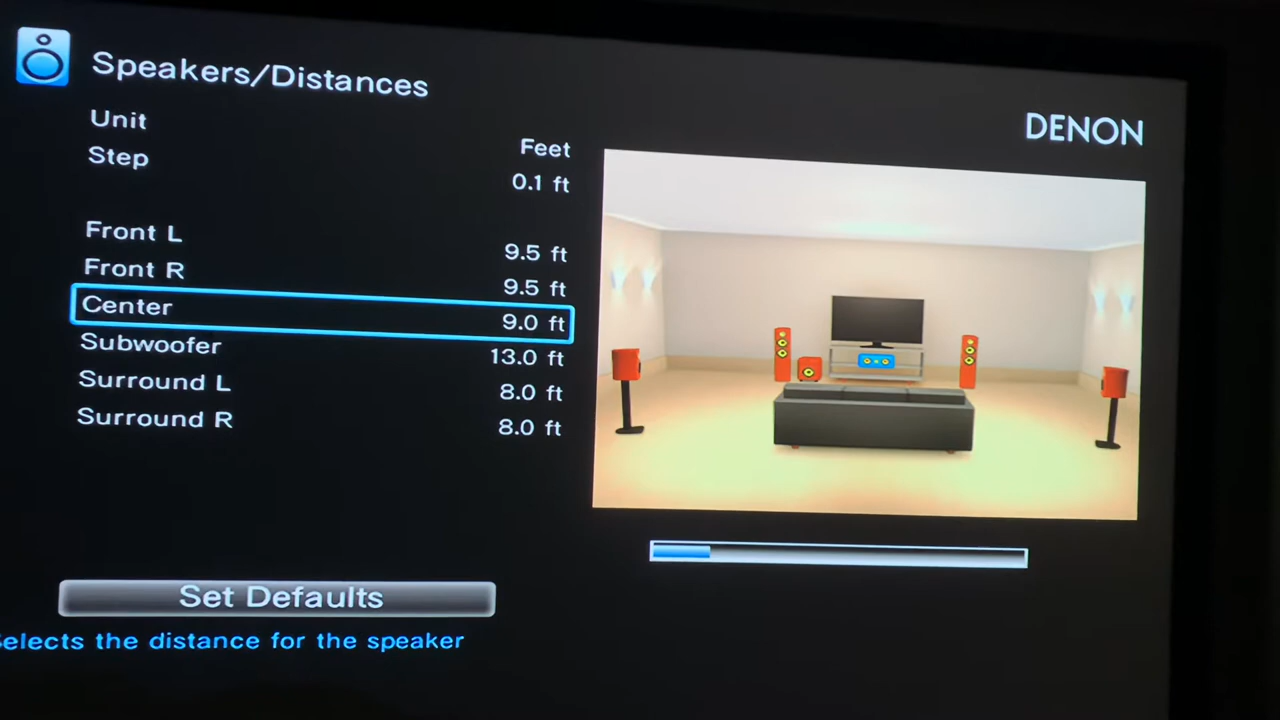 Speakers/Distances
DENON
Unit Feet
Step 0.1 ft
Front L 9.5 ft
Front R 9.5 ft
Center 9.0 ft
Subwoofer 13.0 ft
Surround L 8.0 ft
Surround R 8.0 ft
Set Defaults
elects the distance for the speaker